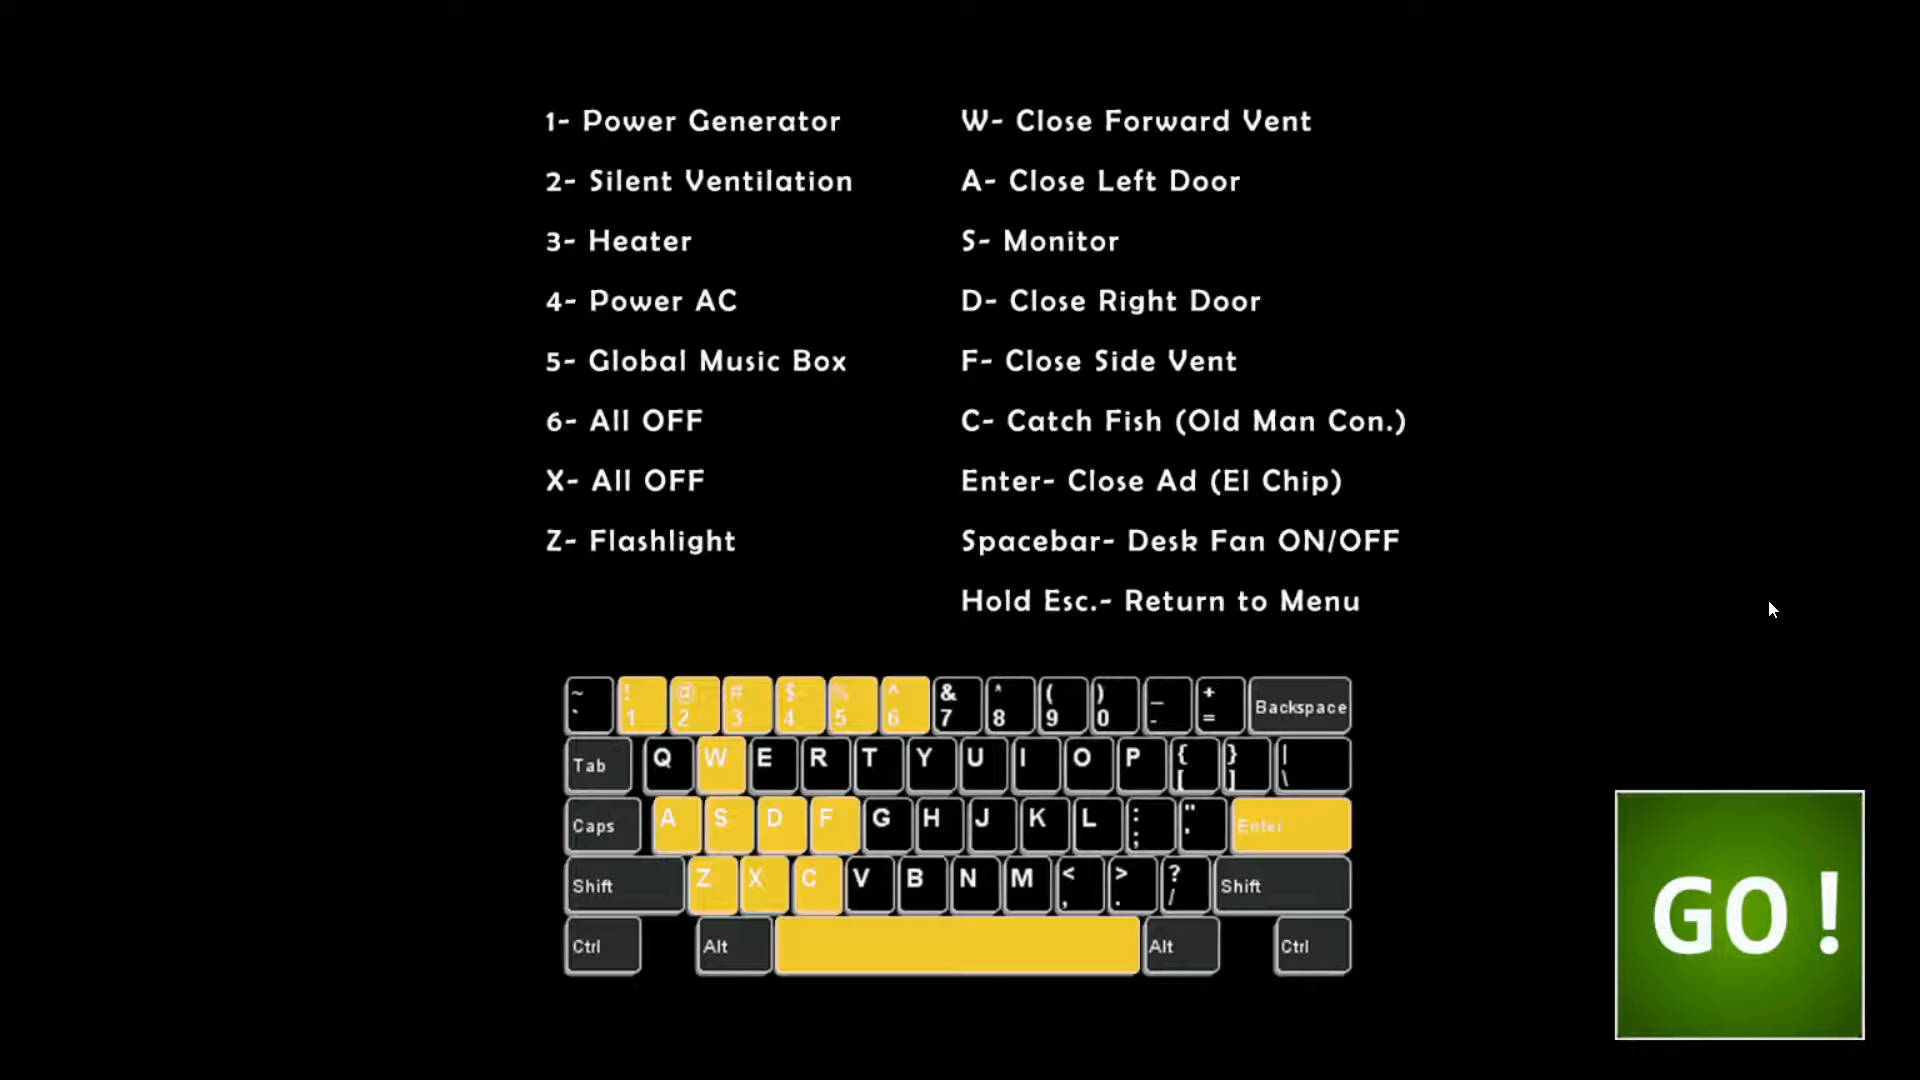 1- Power Generator
2- Silent Ventilation
3- Heater
4- Power AC
5- Global Music Box
6- All OFF
X- All OFF
Z- Flashlight
W- Close Forward Vent
A- Close Left Door
S- Monitor
D- Close Right Door
F- Close Side Vent
C- Catch Fish (Old Man Con.)
Enter- Close Ad (El Chip)
Spacebar- Desk Fan ON/OFF
Hold Esc.- Return to Menu
~ ! @ # $ % ^ & * ( ) _ +
` 1 2 3 4 5 6 7 8 9 0 - = Backspace
Tab Q W E R T Y U I O P { } |
[ ] \
Caps A S D F G H J K L : " Enter
; '
Shift Z X C V B N M < > ? Shift
, . /
Ctrl Alt Alt Ctrl
GO!